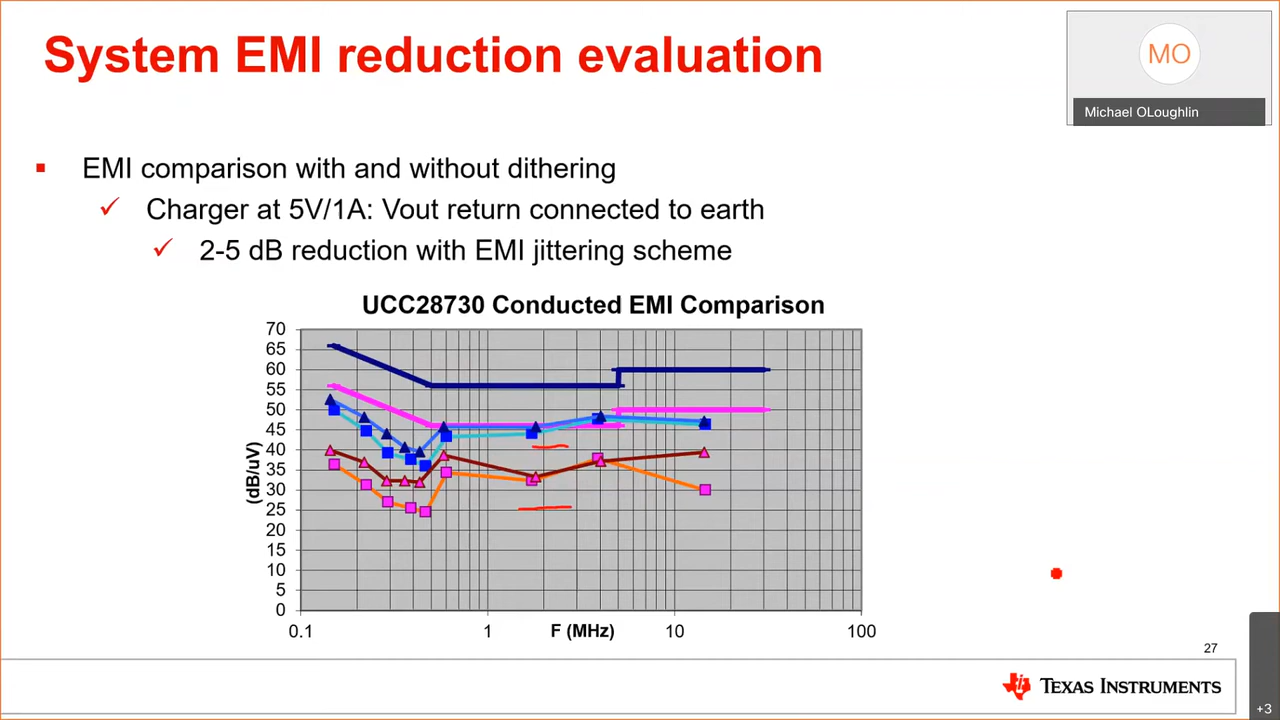 System EMI reduction evaluation
MO
Michael OLoughlin
EMI comparison with and without dithering
Charger at 5V/1A: Vout return connected to earth
2-5 dB reduction with EMI jittering scheme
UCC28730 Conducted EMI Comparison
70
65
60
55
50
45
40
35
30
25
20
15
10
5
0
(dB/uV)
0.1
1
F (MHz)
10
100
27
TEXAS INSTRUMENTS
+3